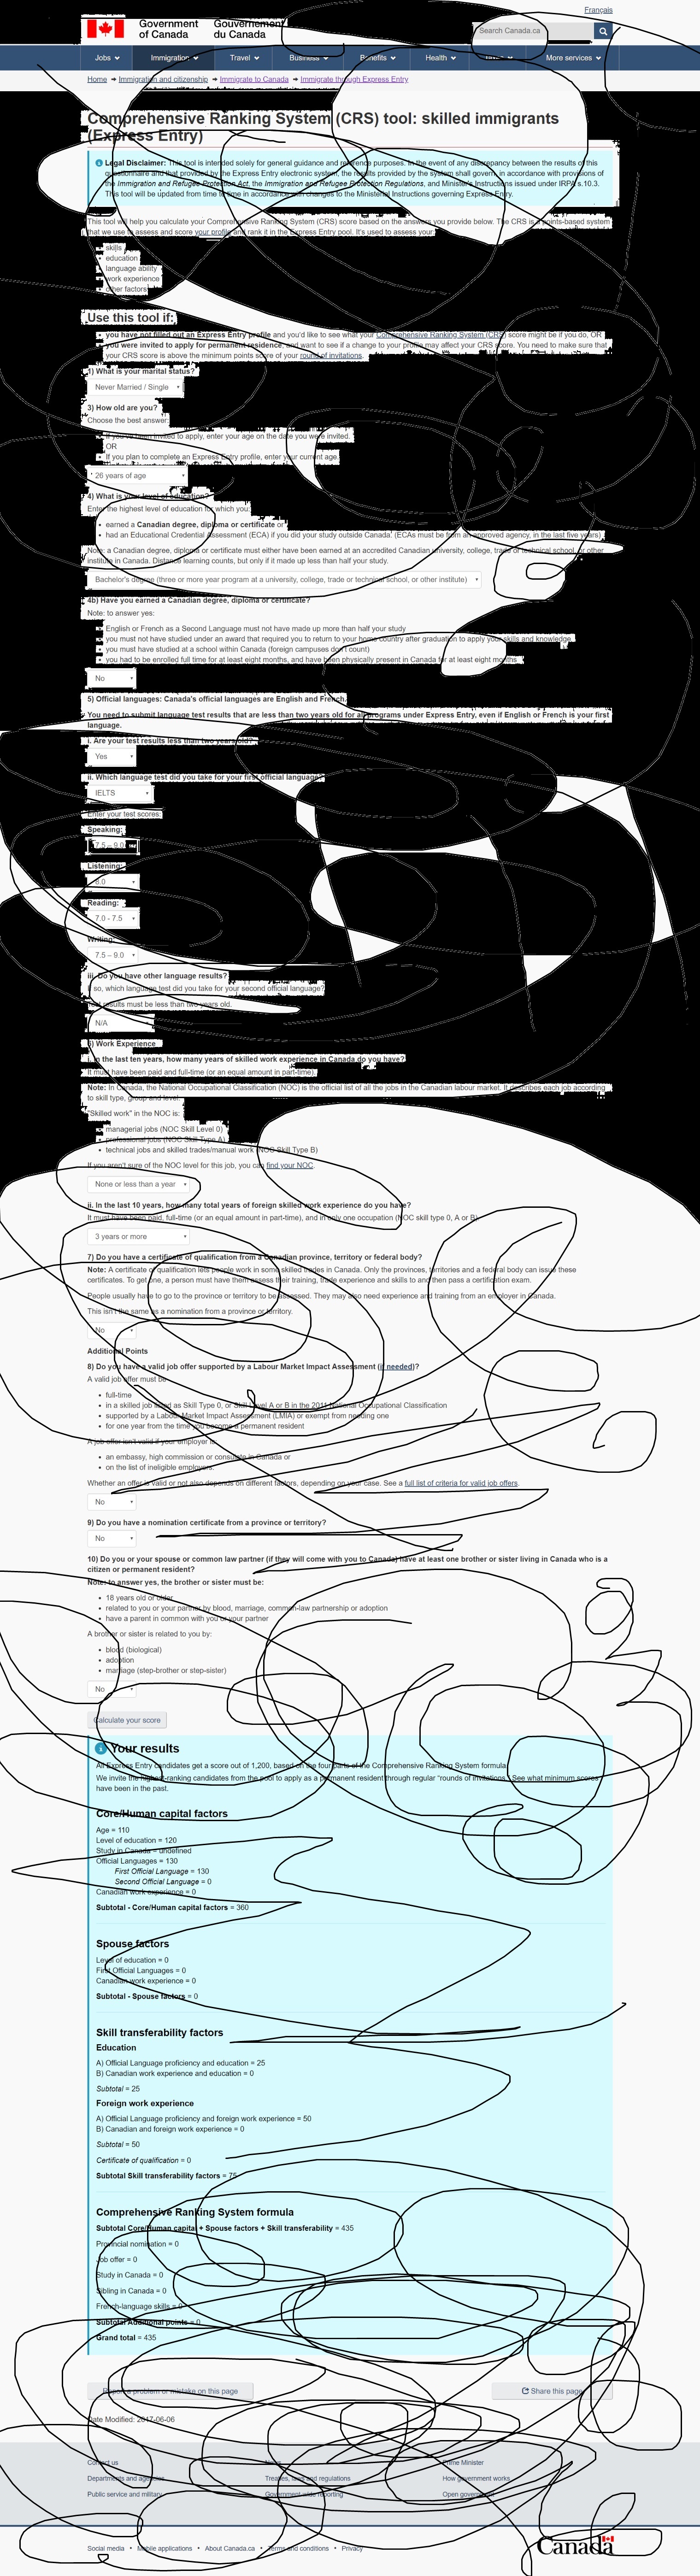 Français
Government of Canada
Gouvernement du Canada
Search Canada.ca
Jobs Immigration Travel Business Benefits Health More services
Home → Immigration and citizenship → Immigrate to Canada → Immigrate through Express Entry
Comprehensive Ranking System (CRS) tool: skilled immigrants
(Express Entry)
Legal Disclaimer: This tool is intended solely for general guidance and reference purposes. In the event of any discrepancy between the results of this
questionnaire and that provided by the Express Entry electronic system, the results provided by the system shall govern, in accordance with provisions of
the Immigration and Refugee Protection Act, the Immigration and Refugee Protection Regulations, and Minister's Instructions issued under IRPA s.10.3.
This tool will be updated from time to time in accordance with changes to the Ministerial Instructions governing Express Entry.
This tool will help you calculate your Comprehensive Ranking System (CRS) score based on the answers you provide below. The CRS is a points-based system
that we use to assess and score your profile and rank it in the Express Entry pool. It's used to assess your:
skills
education
language ability
work experience
other factors
Use this tool if:
you have not filled out an Express Entry profile and you'd like to see what your Comprehensive Ranking System (CRS) score might be if you do, OR
you were invited to apply for permanent residence, and want to see if a change to your profile may affect your CRS score. You need to make sure that
your CRS score is above the minimum points score of your round of invitations.
1) What is your marital status?
Never Married / Single
3) How old are you?
Choose the best answer:
If you've been invited to apply, enter your age on the date you were invited.
OR
If you plan to complete an Express Entry profile, enter your current age.
26 years of age
4) What is your level of education?
Enter the highest level of education for which you:
earned a Canadian degree, diploma or certificate or
had an Educational Credential Assessment (ECA) if you did your study outside Canada. (ECAs must be from an approved agency, in the last five years)
Note: a Canadian degree, diploma or certificate must either have been earned at an accredited Canadian university, college, trade or technical school, or other
institute in Canada. Distance learning counts, but only if it made up less than half your study.
Bachelor's degree (three or more year program at a university, college, trade or technical school, or other institute)
4b) Have you earned a Canadian degree, diploma or certificate?
Note: to answer yes:
English or French as a Second Language must not have made up more than half your study
you must not have studied under an award that required you to return to your home country after graduation to apply your skills and knowledge
you must have studied at a school within Canada (foreign campuses don't count)
you had to be enrolled full time for at least eight months, and have been physically present in Canada for at least eight months
No
5) Official languages: Canada's official languages are English and French.
You need to submit language test results that are less than two years old for all programs under Express Entry, even if English or French is your first
language.
i. Are your test results less than two years old?
Yes
ii. Which language test did you take for your first official language?
IELTS
Enter your test scores:
Speaking:
7.5 – 9.0
Listening:
8.0
Reading:
7.0 - 7.5
Writing:
7.5 – 9.0
iii. Do you have other language results?
If so, which language test did you take for your second official language?
Test results must be less than two years old.
N/A
6) Work Experience
i. In the last ten years, how many years of skilled work experience in Canada do you have?
It must have been paid and full-time (or an equal amount in part-time).
Note: In Canada, the National Occupational Classification (NOC) is the official list of all the jobs in the Canadian labour market. It describes each job according
to skill type, group and level.
"Skilled work" in the NOC is:
managerial jobs (NOC Skill Level 0)
professional jobs (NOC Skill Type A)
technical jobs and skilled trades/manual work (NOC Skill Type B)
If you aren't sure of the NOC level for this job, you can find your NOC.
None or less than a year
ii. In the last 10 years, how many total years of foreign skilled work experience do you have?
It must have been paid, full-time (or an equal amount in part-time), and in only one occupation (NOC skill type 0, A or B).
3 years or more
7) Do you have a certificate of qualification from a Canadian province, territory or federal body?
Note: A certificate of qualification lets people work in some skilled trades in Canada. Only the provinces, territories and a federal body can issue these
certificates. To get one, a person must have them assess their training, trade experience and skills to and then pass a certification exam.
People usually have to go to the province or territory to be assessed. They may also need experience and training from an employer in Canada.
This isn't the same as a nomination from a province or territory.
No
Additional Points
8) Do you have a valid job offer supported by a Labour Market Impact Assessment (if needed)?
A valid job offer must be
full-time
in a skilled job listed as Skill Type 0, or Skill Level A or B in the 2011 National Occupational Classification
supported by a Labour Market Impact Assessment (LMIA) or exempt from needing one
for one year from the time you become a permanent resident
A job offer isn't valid if your employer is:
an embassy, high commission or consulate in Canada or
on the list of ineligible employers.
Whether an offer is valid or not also depends on different factors, depending on your case. See a full list of criteria for valid job offers.
No
9) Do you have a nomination certificate from a province or territory?
No
10) Do you or your spouse or common law partner (if they will come with you to Canada) have at least one brother or sister living in Canada who is a
citizen or permanent resident?
Note: to answer yes, the brother or sister must be:
18 years old or older
related to you or your partner by blood, marriage, common-law partnership or adoption
have a parent in common with you or your partner
A brother or sister is related to you by:
blood (biological)
adoption
marriage (step-brother or step-sister)
No
Calculate your score
Your results
All Express Entry candidates get a score out of 1,200, based on the four parts of the Comprehensive Ranking System formula.
We invite the highest-ranking candidates from the pool to apply as a permanent resident through regular "rounds of invitations." See what minimum scores
have been in the past.
Core/Human capital factors
Age = 110
Level of education = 120
Study in Canada = undefined
Official Languages = 130
First Official Language = 130
Second Official Language = 0
Canadian work experience = 0
Subtotal - Core/Human capital factors = 360
Spouse factors
Level of education = 0
First Official Languages = 0
Canadian work experience = 0
Subtotal - Spouse factors = 0
Skill transferability factors
Education
A) Official Language proficiency and education = 25
B) Canadian work experience and education = 0
Subtotal = 25
Foreign work experience
A) Official Language proficiency and foreign work experience = 50
B) Canadian and foreign work experience = 0
Subtotal = 50
Certificate of qualification = 0
Subtotal Skill transferability factors = 75
Comprehensive Ranking System formula
Subtotal Core/Human capital + Spouse factors + Skill transferability = 435
Provincial nomination = 0
Job offer = 0
Study in Canada = 0
Sibling in Canada = 0
French-language skills = 0
Subtotal Additional points = 0
Grand total = 435
Report a problem or mistake on this page
Share this page
Date Modified: 2017-06-06
Contact us
News
Prime Minister
Departments and agencies
Treaties, laws and regulations
How government works
Public service and military
Government-wide reporting
Open government
Social media • Mobile applications • About Canada.ca • Terms and conditions • Privacy
Canada